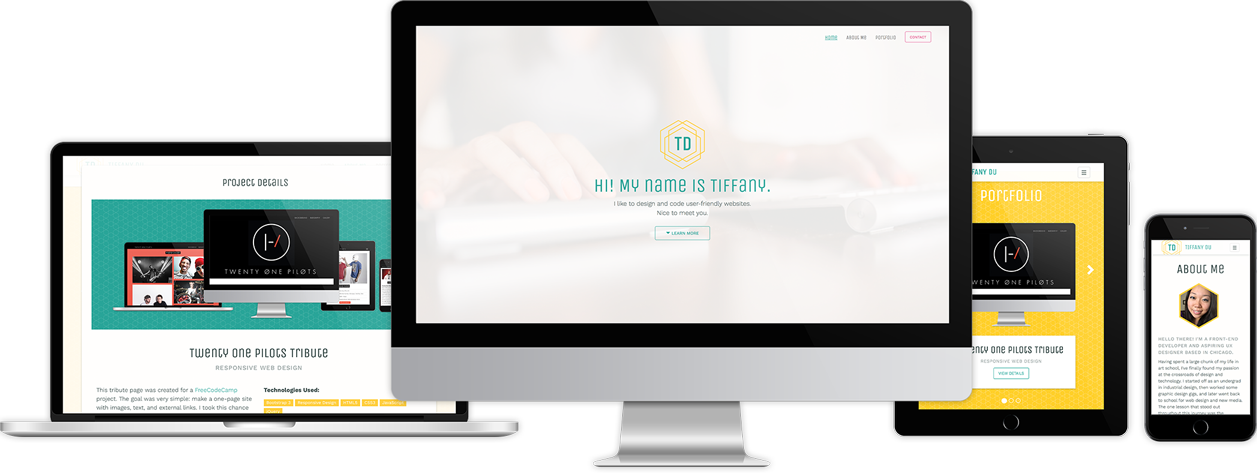 HOME ABOUT ME PORTFOLIO CONTACT
TD
HI! MY NAME IS TIFFANY.
I like to design and code user-friendly websites.
Nice to meet you.
LEARN MORE
PROJECT DETAILS
TWENTY ONE PILØTS
TWENTY ONE PILOTS TRIBUTE
RESPONSIVE WEB DESIGN
This tribute page was created for a FreeCodeCamp
project. The goal was very simple: make a one-page site
with images, text, and external links. I took this chance
Technologies Used:
DU
PORTFOLIO
TWENTY ØNE PILØTS
TWENTY ONE PILOTS TRIBUTE
RESPONSIVE WEB DESIGN
VIEW DETAILS
TD TIFFANY DU
ABOUT ME
HELLO THERE! I'M A FRONT-END
DEVELOPER AND ASPIRING UX
DESIGNER BASED IN CHICAGO,
Having spent a large chunk of my life in
art school, I've finally found my passion
at the crossroads of design and
technology. I started off as an undergrad
in industrial design, then worked some
graphic design gigs, and later went back
to school for web design and new media.
The one lesson that stood out